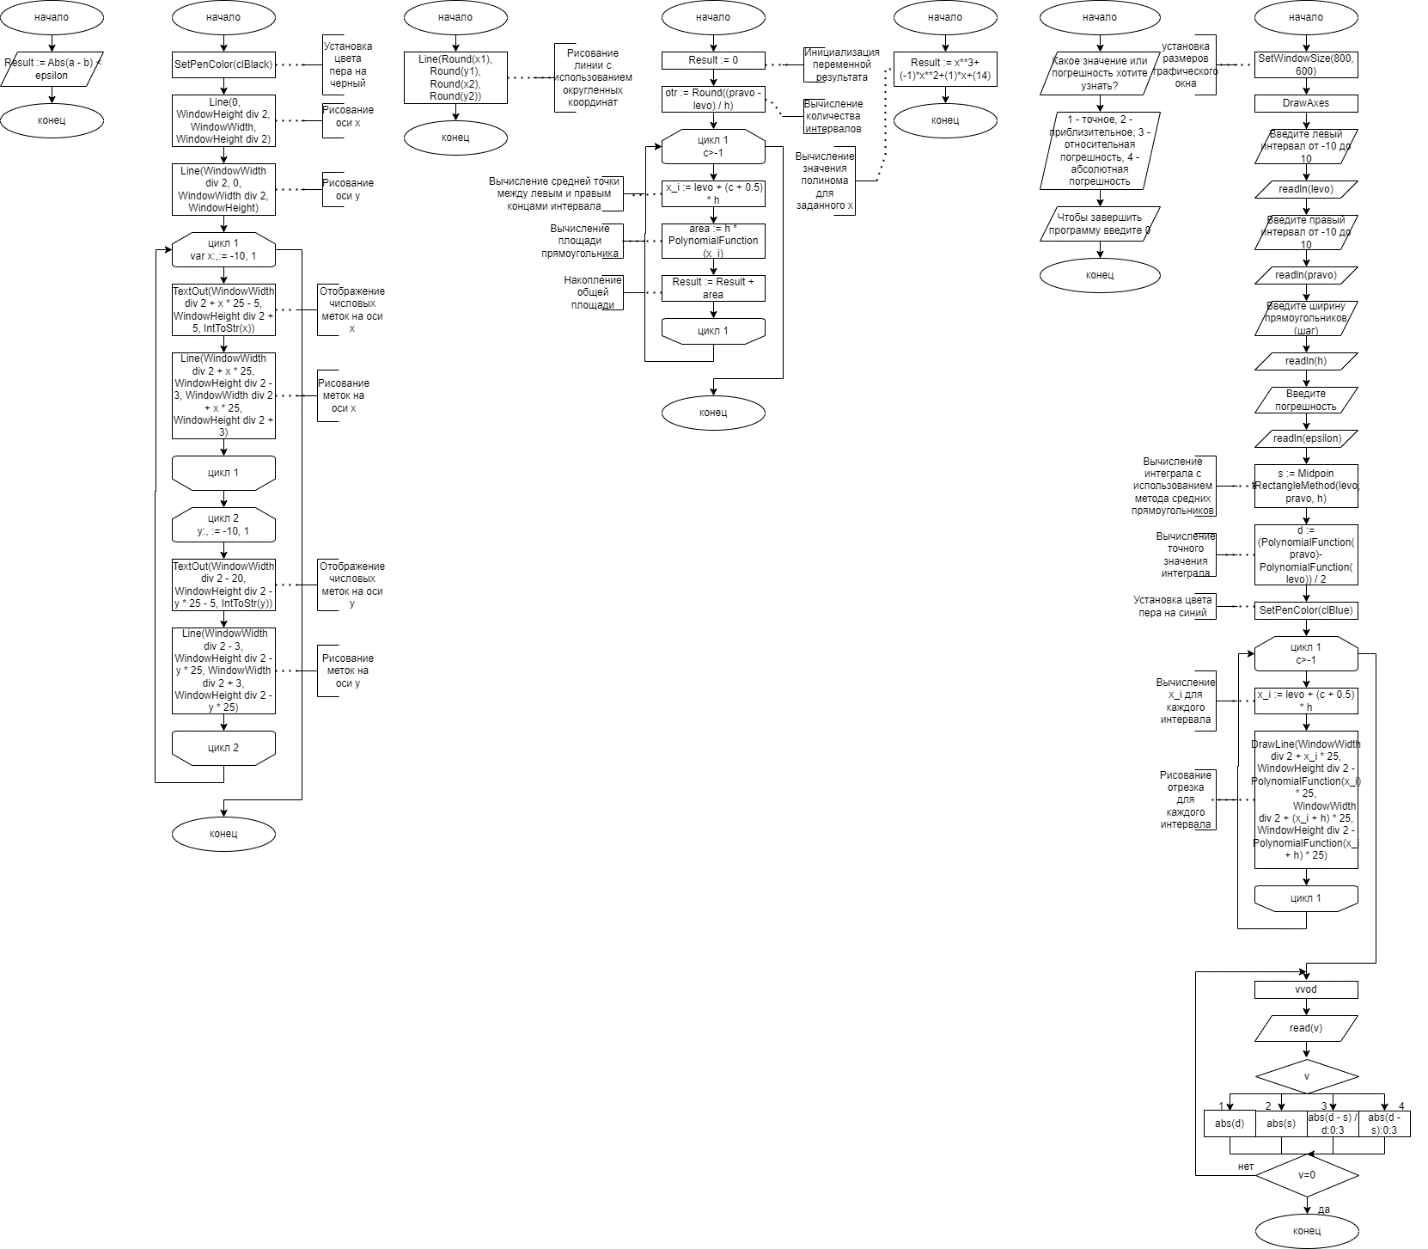 начало
Result := Abs(a - b) <
epsilon
конец
начало
SetPenColor(clBlack)
Установка
цвета
пера на
черный
Line(0,
WindowHeight div 2,
WindowWidth,
WindowHeight div 2)
Рисование
оси x
Line(WindowWidth
div 2, 0,
WindowWidth div 2,
WindowHeight)
Рисование
оси y
цикл 1
var x:,:= -10, 1
TextOut(WindowWidth
div 2 + x * 25 - 5,
WindowHeight div 2 +
5, IntToStr(x))
Отображение
числовых
меток на оси
x
Line(WindowWidth
div 2 + x * 25,
WindowHeight div 2 -
3, WindowWidth div 2
+ x * 25,
WindowHeight div 2 +
3)
Рисование
меток на
оси x
цикл 1
цикл 2
y:, := -10, 1
TextOut(WindowWidth
div 2 - 20,
WindowHeight div 2 -
y * 25 - 5, IntToStr(y))
Отображение
числовых
меток на оси
y
Line(WindowWidth
div 2 - 3,
WindowHeight div 2 -
y * 25, WindowWidth
div 2 + 3,
WindowHeight div 2 -
y * 25)
Рисование
меток на
оси y
цикл 2
конец
начало
Line(Round(x1),
Round(y1),
Round(x2),
Round(y2))
Рисование
линии с
использованием
округленных
координат
конец
начало
Result := 0
Инициализация
переменной
результата
otr := Round((pravo -
levo) / h)
Вычисление
количества
интервалов
цикл 1
c>-1
x_i := levo + (c + 0.5)
* h
Вычисление средней точки
между левым и правым
концами интервала
area := h *
PolynomialFunction
(x_i)
Вычисление
площади
прямоугольника
Result := Result +
area
Накопление
общей
площади
цикл 1
конец
начало
Result := x**3+
(-1)*x**2+(1)*x+(14)
Вычисление
значения
полинома
для
заданного x
конец
начало
Какое значение или
погрешность хотите
узнать?
1 - точное, 2 -
приблизительное, 3 -
относительная
погрешность, 4 -
абсолютная
погрешность
Чтобы завершить
программу введите 0
конец
начало
SetWindowSize(800,
600)
установка
размеров
графического
окна
DrawAxes
Введите левый
интервал от -10 до
10
readln(levo)
Введите правый
интервал от -10 до
10
readln(pravo)
Введите ширину
прямоугольников
(шаг)
readln(h)
Введите
погрешность
readln(epsilon)
s := Midpoin
tRectangleMethod(levo,
pravo, h)
Вычисление
интеграла с
использованием
метода средних
прямоугольников
d :=
(PolynomialFunction(
pravo)-
PolynomialFunction(
levo)) / 2
Вычисление
точного
значения
интеграла
SetPenColor(clBlue)
Установка цвета
пера на синий
цикл 1
c>-1
x_i := levo + (c + 0.5)
* h
Вычисление
x_i для
каждого
интервала
DrawLine(WindowWidth
div 2 + x_i * 25,
WindowHeight div 2 -
PolynomialFunction(x_i)
* 25,
WindowWidth
div 2 + (x_i + h) * 25,
WindowHeight div 2 -
PolynomialFunction(x_i
+ h) * 25)
Рисование
отрезка
для
каждого
интервала
цикл 1
vvod
read(v)
v
1
2
3
4
abs(d)
abs(s)
abs(d - s) /
d:0:3
abs(d -
s):0:3
v=0
нет
да
конец